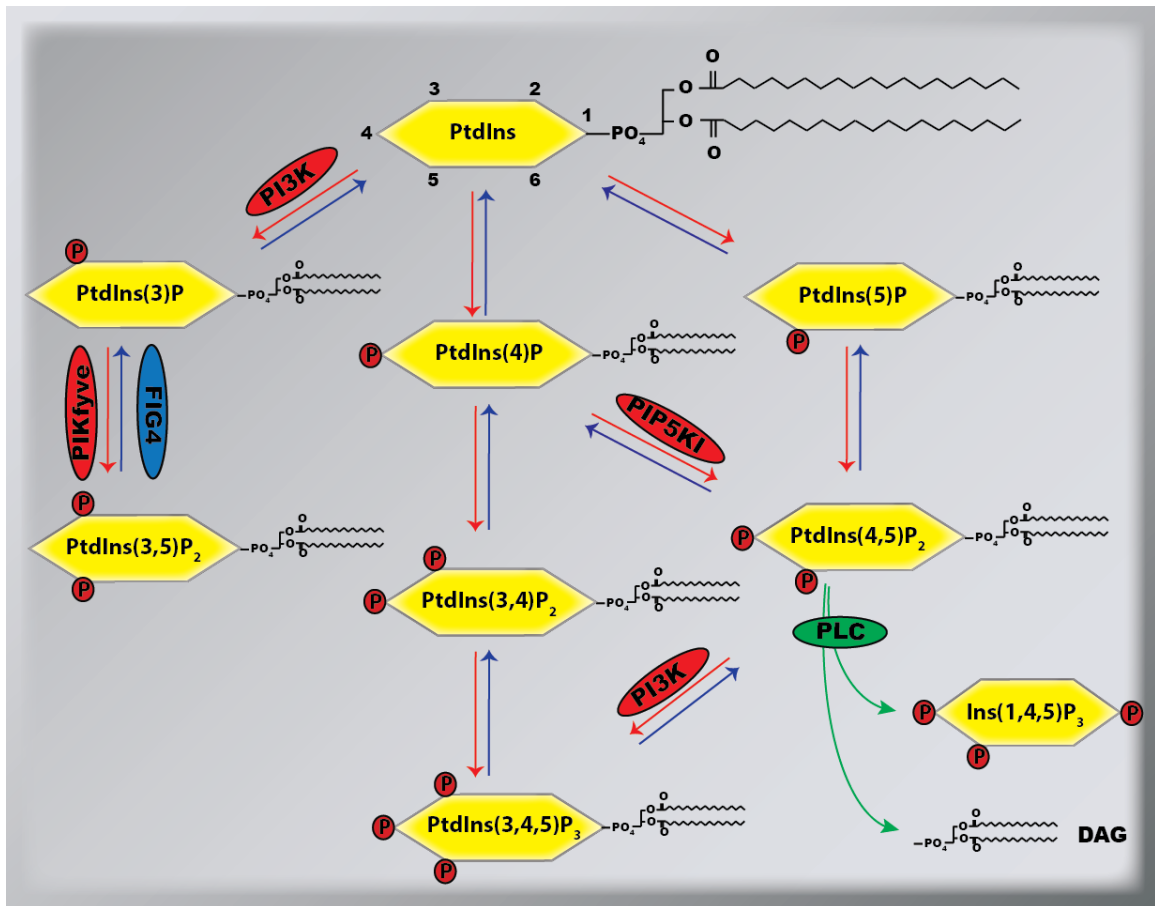 O
3 2
O
1
4 PtdIns PO4 O
5 6 O
PI3K
P
PtdIns(3)P PO4 O O O O
PtdIns(5)P PO4 O O O O
P
P PtdIns(4)P PO4 O O O O
PIKfyve FIG4
PIP5KI
P
PtdIns(3,5)P2 PO4 O O O O
P
P PtdIns(4,5)P2 PO4 O O O O
P
P
P PtdIns(3,4)P2 PO4 O O O O
PLC
PI3K
P Ins(1,4,5)P3 P
P
P
P PtdIns(3,4,5)P3 PO4 O O O O
P
PO4 O O O O DAG